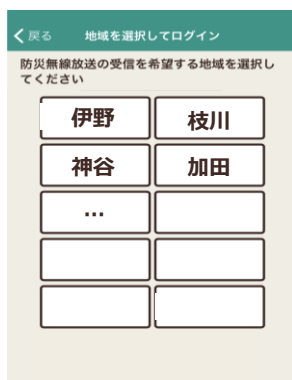 戻る 地域を選択してログイン
防災無線放送の受信を希望する地域を選択し
てください
伊野 枝川
神谷 加田
…